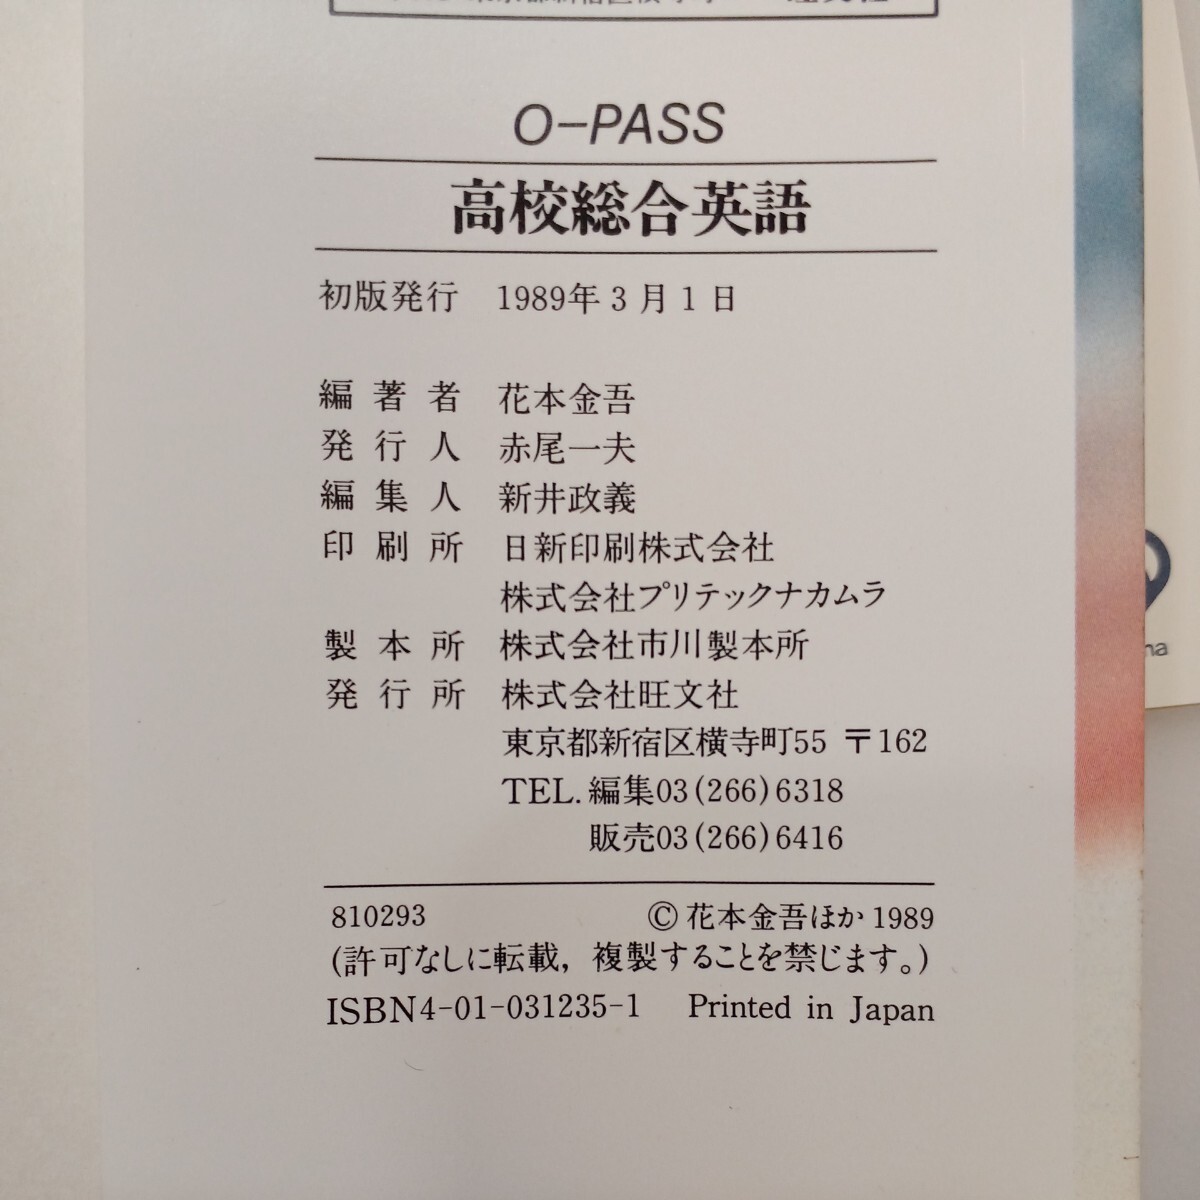 O-PASS
高校総合英語
初版発行 1989年3月1日
編著者 花本金吾
発行人 赤尾一夫
編集人 新井政義
印刷所 日新印刷株式会社
株式会社プリテックナカムラ
製本所 株式会社市川製本所
発行所 株式会社旺文社
東京都新宿区横寺町55 〒162
TEL.編集03(266)6318
販売03(266)6416
810293 ©花本金吾ほか1989
(許可なしに転載，複製することを禁じます。)
ISBN4-01-031235-1 Printed in Japan